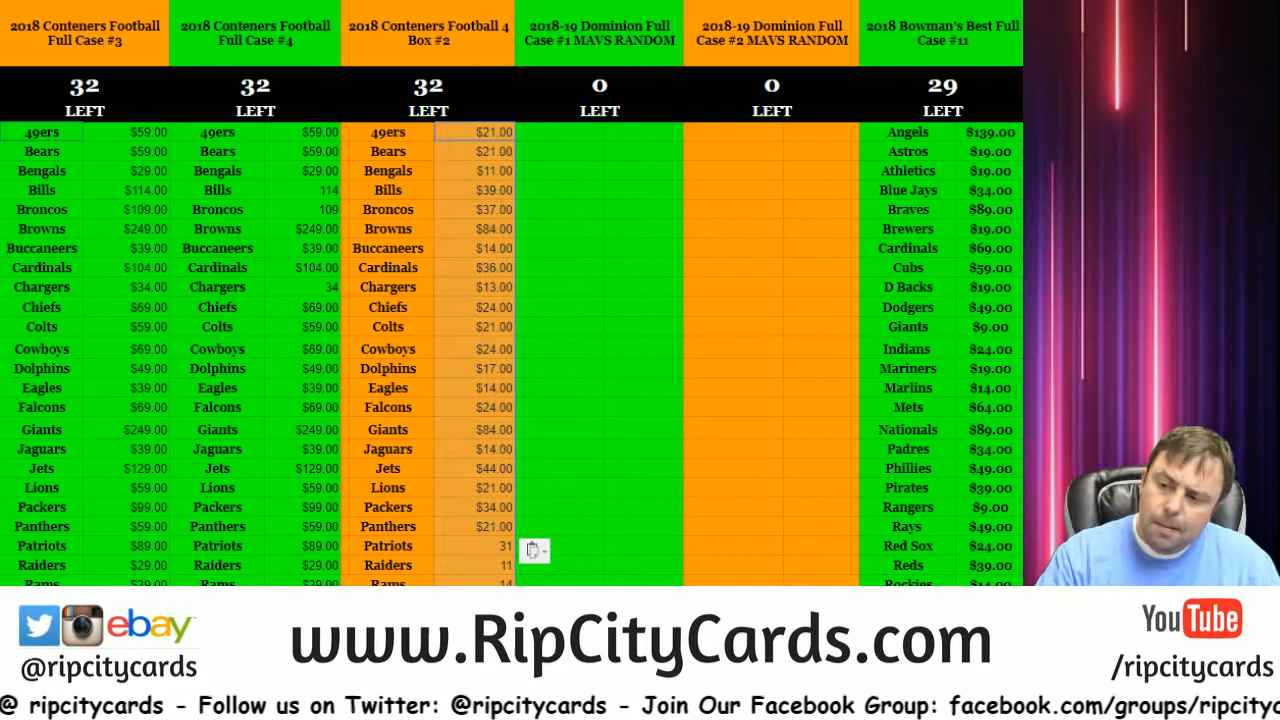 2018 Conteners Football 2018 Conteners Football 2018 Conteners Football 4 2018-19 Dominion Full 2018-19 Dominion Full 2018 Bowman's Best Full
Full Case #3 Full Case #4 Box #2 Case #1 MAVS RANDOM Case #2 MAVS RANDOM Case #11
32 32 32 0 0 29
LEFT LEFT LEFT LEFT LEFT LEFT
49ers $59.00 49ers $59.00 49ers $21.00 Angels $139.00
Bears $59.00 Bears $59.00 Bears $21.00 Astros $19.00
Bengals $29.00 Bengals $29.00 Bengals $11.00 Athletics $19.00
Bills $114.00 Bills 114 Bills $39.00 Blue Jays $34.00
Broncos $109.00 Broncos 109 Broncos $37.00 Braves $89.00
Browns $249.00 Browns $249.00 Browns $84.00 Brewers $19.00
Buccaneers $39.00 Buccaneers $39.00 Buccaneers $14.00 Cardinals $69.00
Cardinals $104.00 Cardinals $104.00 Cardinals $36.00 Cubs $59.00
Chargers $34.00 Chargers 34 Chargers $13.00 D Backs $19.00
Chiefs $69.00 Chiefs $69.00 Chiefs $24.00 Dodgers $49.00
Colts $59.00 Colts $59.00 Colts $21.00 Giants $9.00
Cowboys $69.00 Cowboys $69.00 Cowboys $24.00 Indians $24.00
Dolphins $49.00 Dolphins $49.00 Dolphins $17.00 Mariners $19.00
Eagles $39.00 Eagles $39.00 Eagles $14.00 Marlins $14.00
Falcons $69.00 Falcons $69.00 Falcons $24.00 Mets $64.00
Giants $249.00 Giants $249.00 Giants $84.00 Nationals $89.00
Jaguars $39.00 Jaguars $39.00 Jaguars $14.00 Padres $34.00
Jets $129.00 Jets $129.00 Jets $44.00 Phillies $49.00
Lions $59.00 Lions $59.00 Lions $21.00 Pirates $39.00
Packers $99.00 Packers $99.00 Packers $34.00 Rangers $9.00
Panthers $59.00 Panthers $59.00 Panthers $21.00 Rays $49.00
Patriots $89.00 Patriots $89.00 Patriots 31 Red Sox $24.00
Raiders $29.00 Raiders $29.00 Raiders 11 Reds $39.00
Rams $39.00 Rams $39.00 Rams 14 Rockies $14.00
ebay www.RipCityCards.com YouTube
@ripcitycards /ripcitycards
@ ripcitycards - Follow us on Twitter: @ripcitycards - Join Our Facebook Group: facebook.com/groups/ripcityc